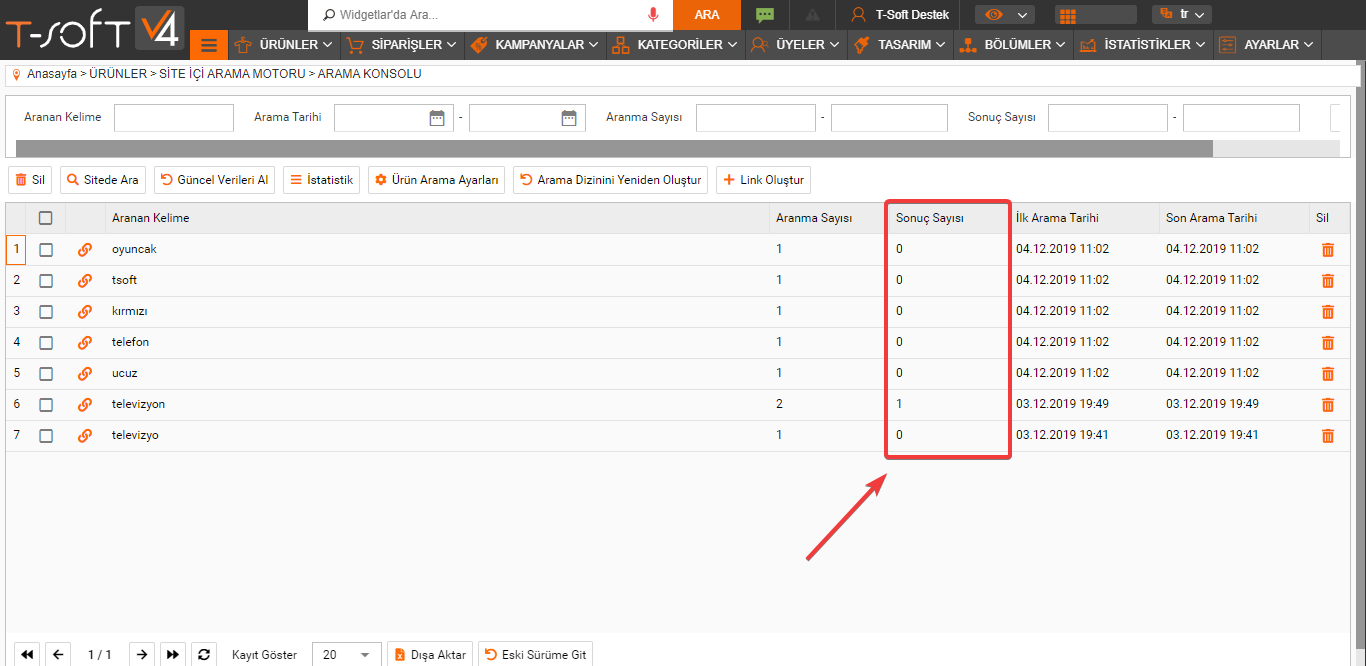 T-SOFT V4
Widgetlar'da Ara... ARA T-Soft Destek tr
ÜRÜNLER SİPARİŞLER KAMPANYALAR KATEGORİLER ÜYELER TASARIM BÖLÜMLER İSTATİSTİKLER AYARLAR
Anasayfa > ÜRÜNLER > SİTE İÇİ ARAMA MOTORU > ARAMA KONSOLU
Aranan Kelime Arama Tarihi - Aranma Sayısı - Sonuç Sayısı -
Sil Sitede Ara Güncel Verileri Al İstatistik Ürün Arama Ayarları Arama Dizinini Yeniden Oluştur Link Oluştur
Aranan Kelime Aranma Sayısı Sonuç Sayısı İlk Arama Tarihi Son Arama Tarihi Sil
1 oyuncak 1 0 04.12.2019 11:02 04.12.2019 11:02
2 tsoft 1 0 04.12.2019 11:02 04.12.2019 11:02
3 kırmızı 1 0 04.12.2019 11:02 04.12.2019 11:02
4 telefon 1 0 04.12.2019 11:02 04.12.2019 11:02
5 ucuz 1 0 04.12.2019 11:02 04.12.2019 11:02
6 televizyon 2 1 03.12.2019 19:49 03.12.2019 19:49
7 televizyo 1 0 03.12.2019 19:41 03.12.2019 19:41
1 / 1 Kayıt Göster 20 Dışa Aktar Eski Sürüme Git